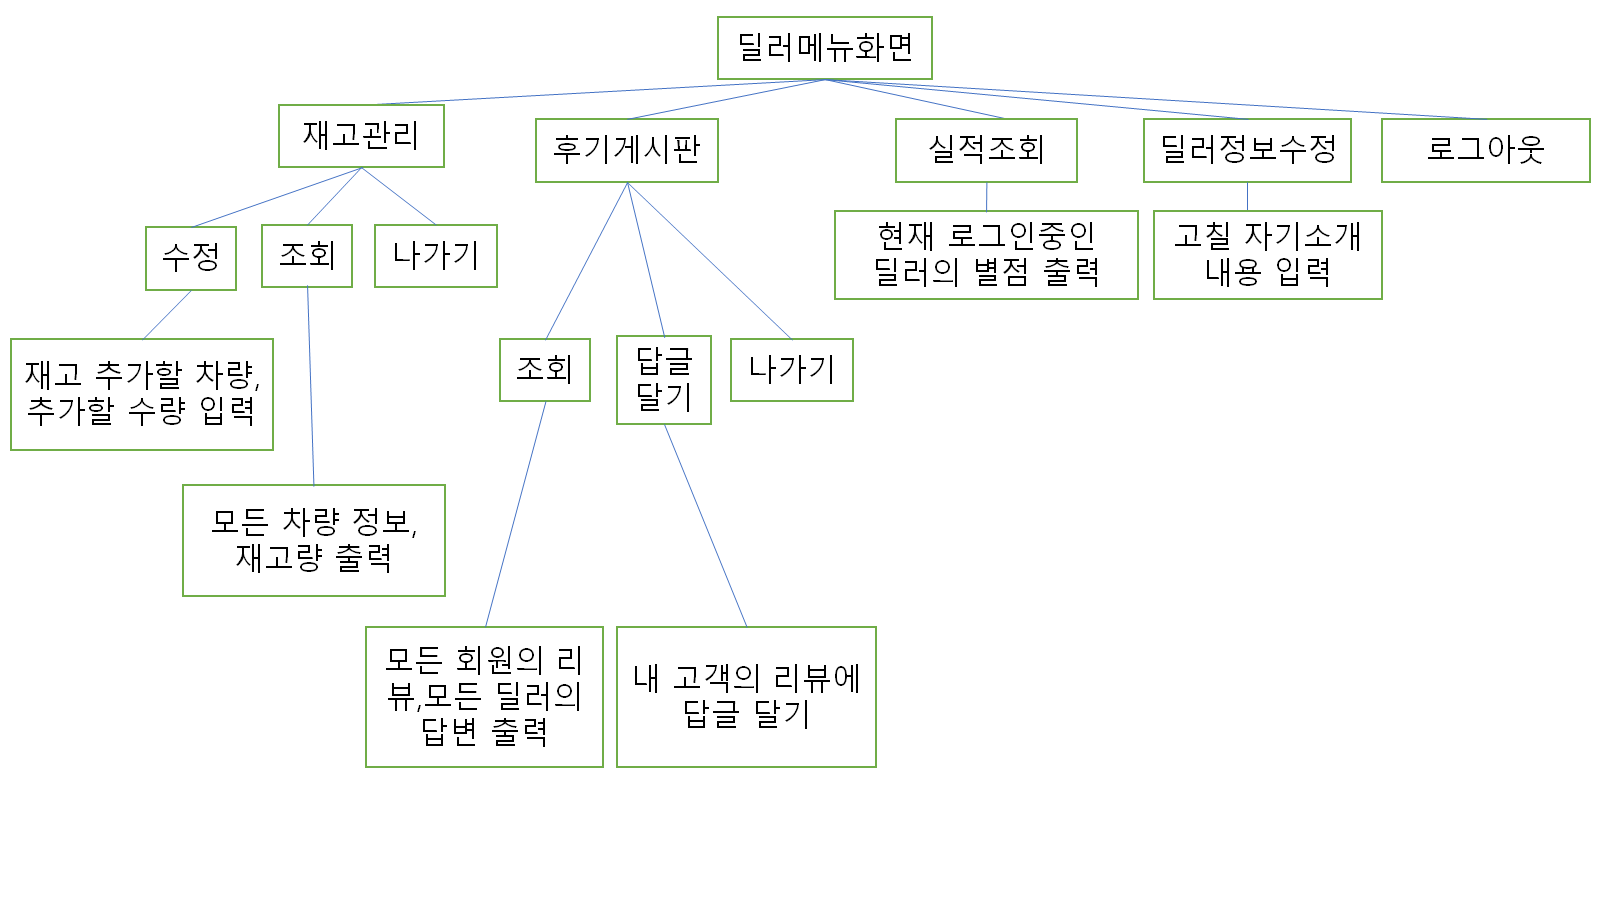 딜러메뉴화면
재고관리
후기게시판
실적조회
딜러정보수정
로그아웃
수정
조회
나가기
현재 로그인중인
딜러의 별점 출력
고칠 자기소개
내용 입력
재고 추가할 차량,
추가할 수량 입력
조회
답글
달기
나가기
모든 차량 정보,
재고량 출력
모든 회원의 리
뷰,모든 딜러의
답변 출력
내 고객의 리뷰에
답글 달기